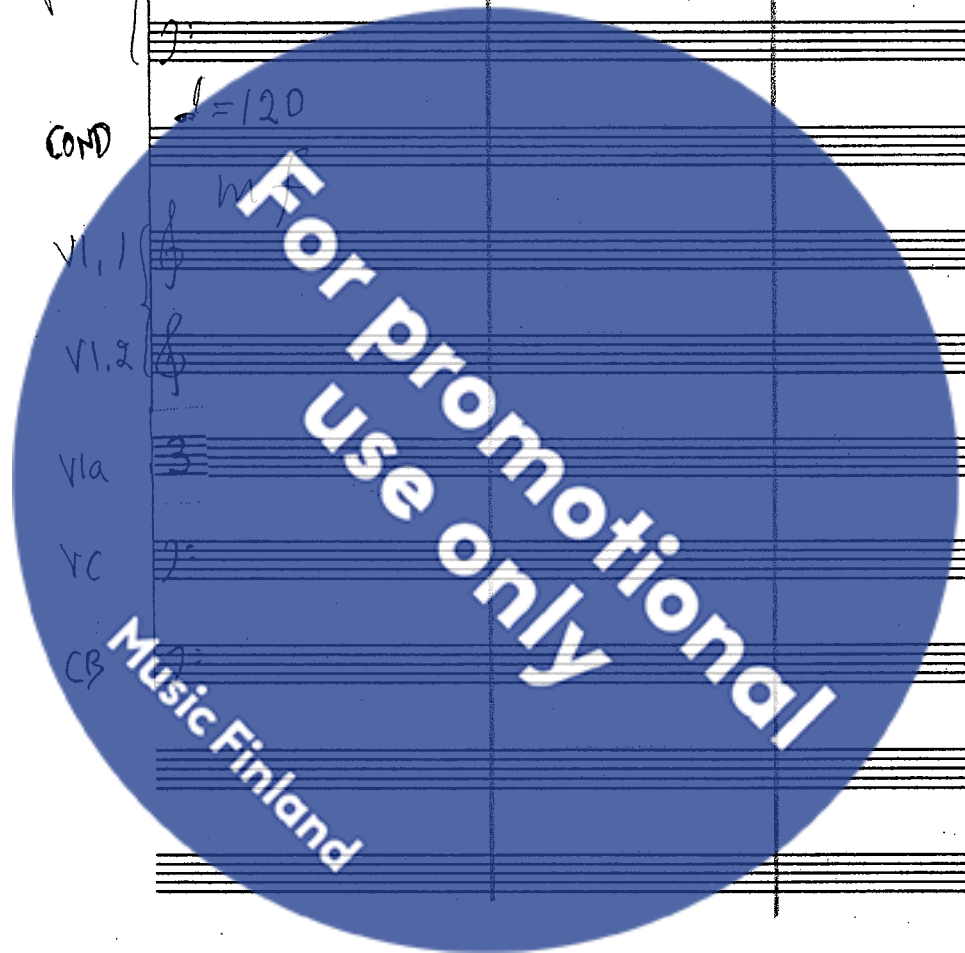 ♩=120
COND
mf
Vl.1
Vl.2
Vla
VC
CB
For promotional
use only
Music Finland